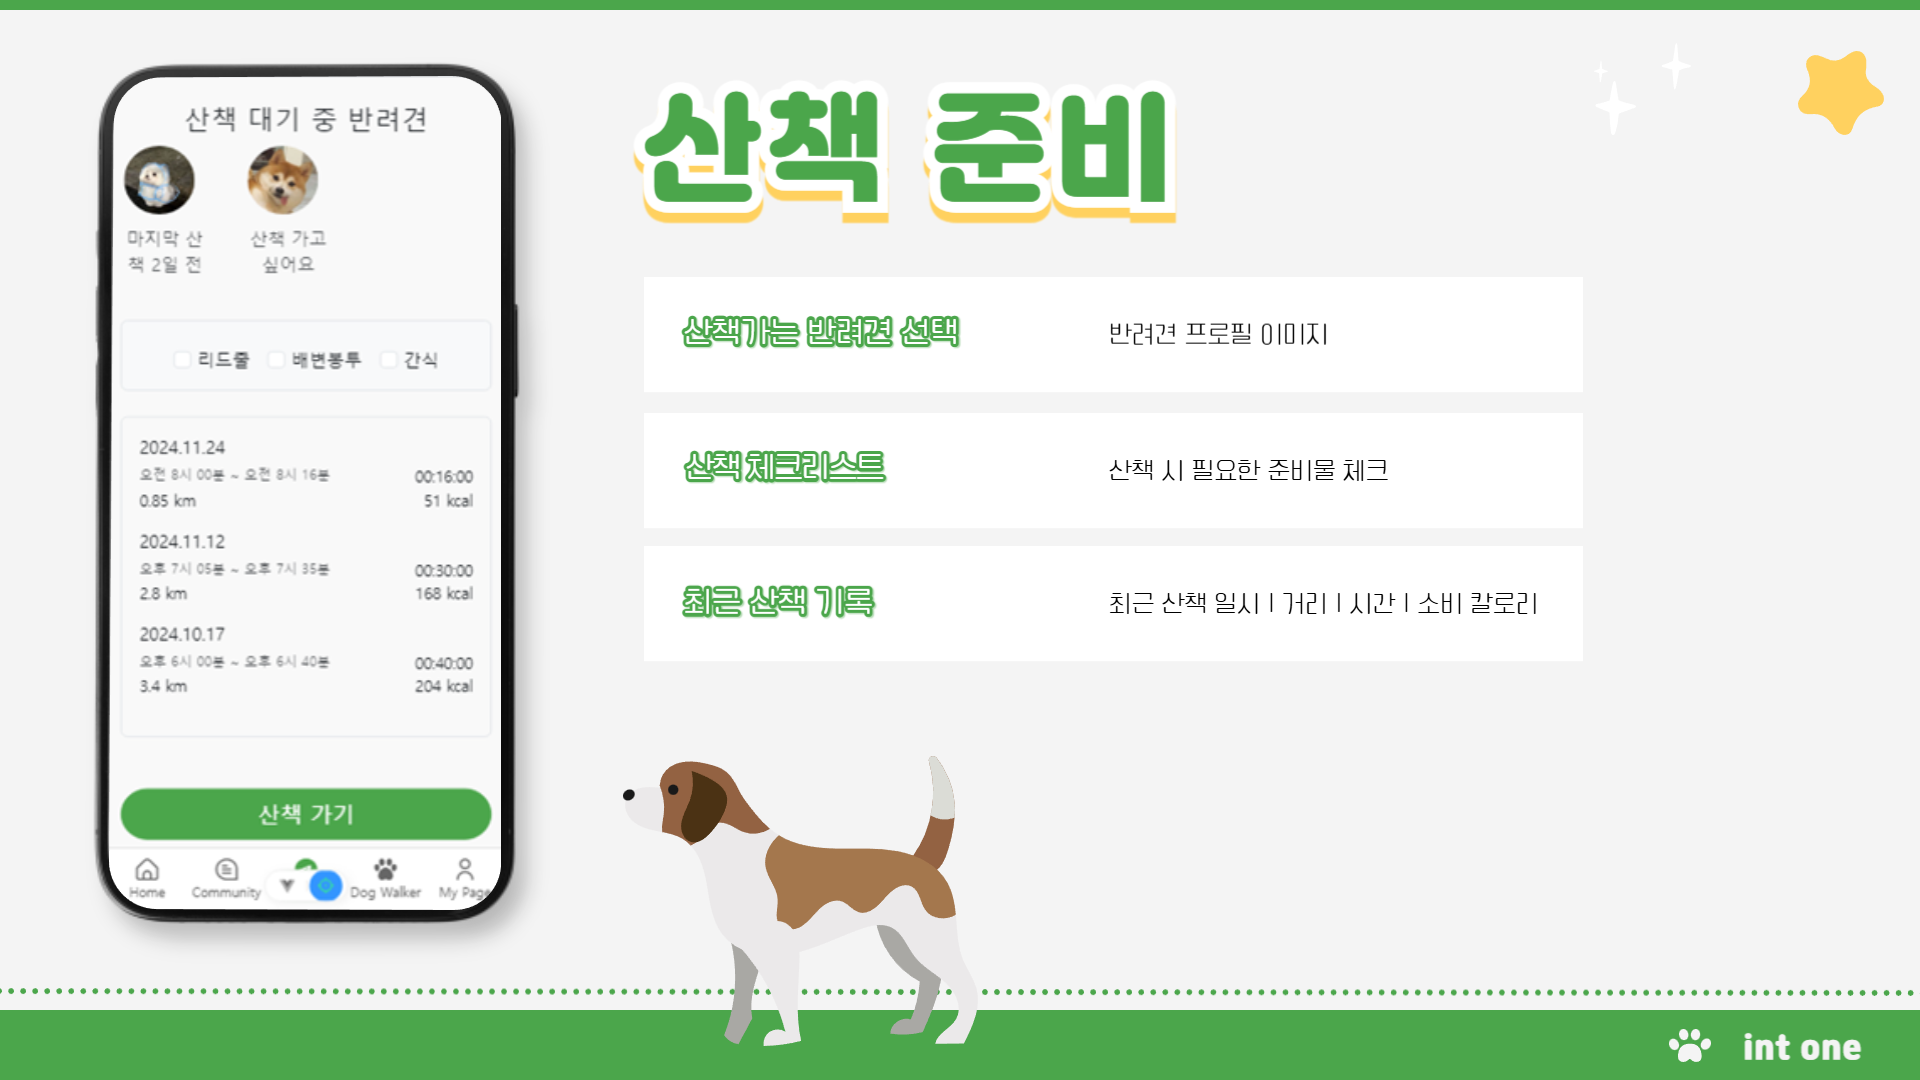 산책 준비
산책 대기 중 반려견
마지막 산
책 2일 전
산책 가고
싶어요
리드줄 배변봉투 간식
2024.11.24
오전 8시 00분 ~ 오전 8시 16분 00:16:00
0.85 km 51 kcal
2024.11.12
오후 7시 05분 ~ 오후 7시 35분 00:30:00
2.8 km 168 kcal
2024.10.17
오후 6시 00분 ~ 오후 6시 40분 00:40:00
3.4 km 204 kcal
산책 가기
Home Community Dog Walker My Page
산책가는 반려견 선택 반려견 프로필 이미지
산책 체크리스트 산책 시 필요한 준비물 체크
최근 산책 기록 최근 산책 일시 | 거리 | 시간 | 소비 칼로리
int one